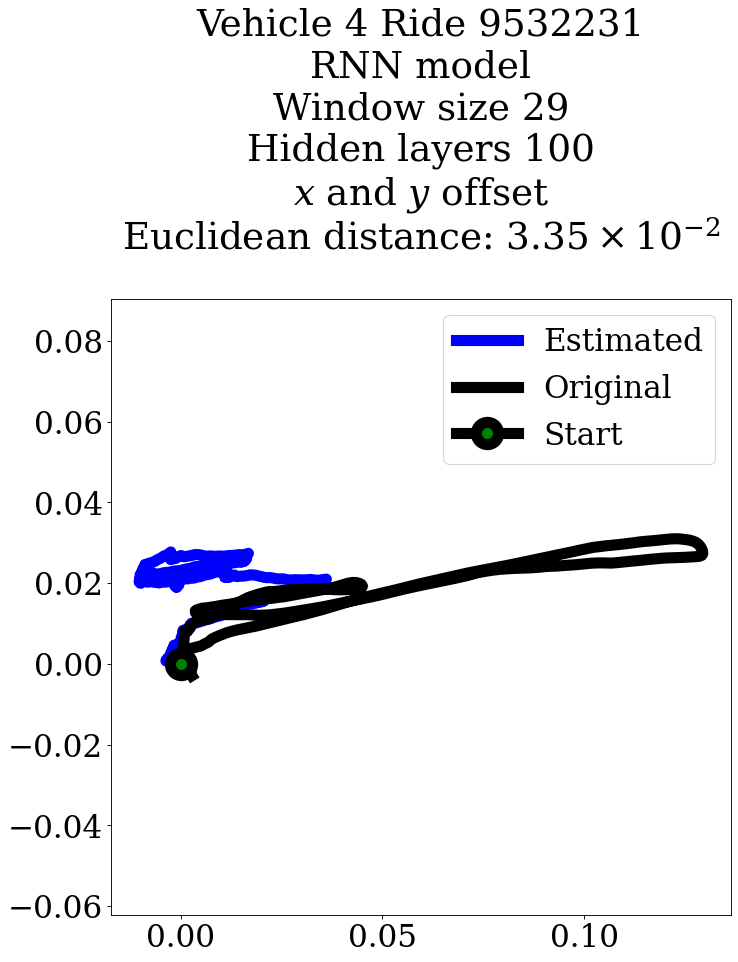 Vehicle 4 Ride 9532231
RNN model
Window size 29
Hidden layers 100
x and y offset
Euclidean distance: 3.35 × 10⁻²
Estimated
Original
Start
0.08
0.06
0.04
0.02
0.00
−0.02
−0.04
−0.06
0.00 0.05 0.10